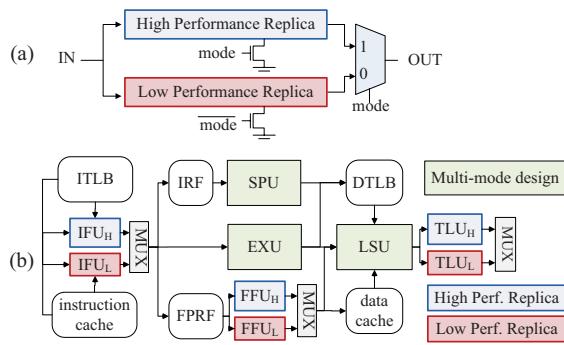 (a)
High Performance Replica
mode
IN
1
0
OUT
Low Performance Replica
mode
mode
(b)
ITLB
IRF
SPU
DTLB
Multi-mode design
IFU_H
MUX
IFU_L
EXU
LSU
TLU_H
MUX
TLU_L
instruction cache
FPRF
FFU_H
MUX
FFU_L
data cache
High Perf. Replica
Low Perf. Replica